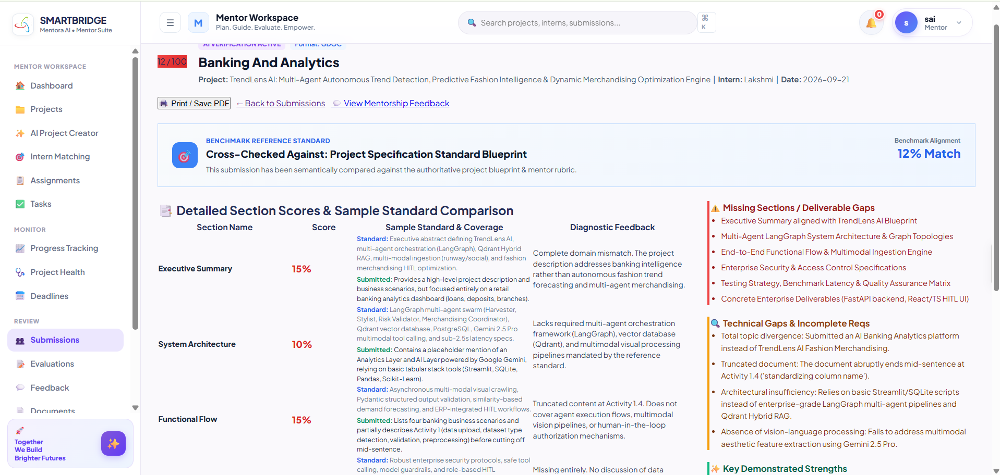 SMARTBRIDGE
Mentora AI • Mentor Suite
MENTOR WORKSPACE
Dashboard
Projects
AI Project Creator
Intern Matching
Assignments
Tasks
MONITOR
Progress Tracking
Project Health
Deadlines
REVIEW
Submissions
Evaluations
Feedback
Documents
Together
We Build
Brighter Futures
☰
M
Mentor Workspace
Plan. Guide. Evaluate. Empower.
Search projects, interns, submissions...
⌘
K
0
s
sai
Mentor
AI VERIFICATION ACTIVE
Format: GDOC
12 / 100
Banking And Analytics
Project: TrendLens AI: Multi-Agent Autonomous Trend Detection, Predictive Fashion Intelligence & Dynamic Merchandising Optimization Engine | Intern: Lakshmi | Date: 2026-09-21
Print / Save PDF
← Back to Submissions
View Mentorship Feedback
BENCHMARK REFERENCE STANDARD
Cross-Checked Against: Project Specification Standard Blueprint
This submission has been semantically compared against the authoritative project blueprint & mentor rubric.
Benchmark Alignment
12% Match
Detailed Section Scores & Sample Standard Comparison
Section Name
Score
Sample Standard & Coverage
Diagnostic Feedback
Executive Summary
15%
Standard: Executive abstract defining TrendLens AI,
multi-agent orchestration (LangGraph), Qdrant Hybrid
RAG, multi-modal ingestion (runway/social), and fashion
merchandising HITL optimization.
Submitted: Provides a high-level project description and
business scenarios, but focused entirely on a retail
banking analytics dashboard (loans, deposits, branches).
Complete domain mismatch. The project
description addresses banking intelligence
rather than autonomous fashion trend
forecasting and multi-agent merchandising.
System Architecture
10%
Standard: LangGraph multi-agent swarm (Harvester,
Stylist, Risk Validator, Merchandising Coordinator),
Qdrant vector database, PostgreSQL, Gemini 2.5 Pro
multimodal tool calling, and sub-2.5s latency specs.
Submitted: Contains a placeholder mention of an
Analytics Layer and AI Layer powered by Google Gemini,
relying on basic tabular stack tools (Streamlit, SQLite,
Pandas, Scikit-Learn).
Lacks required multi-agent orchestration
framework (LangGraph), vector database
(Qdrant), and multimodal visual processing
pipelines mandated by the reference
standard.
Functional Flow
15%
Standard: Asynchronous multi-modal visual crawling,
Pydantic structured output validation, similarity-based
demand forecasting, and ERP-integrated HITL workflows.
Submitted: Lists four banking business scenarios and
partially describes Activity 1 (data upload, dataset type
detection, validation, preprocessing) before cutting off
mid-sentence.
Truncated content at Activity 1.4. Does not
cover agent execution flows, multimodal
vision pipelines, or human-in-the-loop
authorization mechanisms.
Standard: Robust enterprise security protocols, safe tool
calling, model guardrails, and role-based HITL
Missing entirely. No discussion of data
Missing Sections / Deliverable Gaps
• Executive Summary aligned with TrendLens AI Blueprint
• Multi-Agent LangGraph System Architecture & Graph Topologies
• End-to-End Functional Flow & Multimodal Ingestion Engine
• Enterprise Security & Access Control Specifications
• Testing Strategy, Benchmark Latency & Quality Assurance Matrix
• Concrete Enterprise Deliverables (FastAPI backend, React/TS HITL UI)
Technical Gaps & Incomplete Reqs
• Total topic divergence: Submitted an AI Banking Analytics platform
instead of TrendLens AI Fashion Merchandising.
• Truncated document: The document abruptly ends mid-sentence at
Activity 1.4 ('standardizing column name').
• Architectural insufficiency: Relies on basic Streamlit/SQLite scripts
instead of enterprise-grade LangGraph multi-agent pipelines and
Qdrant Hybrid RAG.
• Absence of vision-language processing: Fails to address multimodal
aesthetic feature extraction using Gemini 2.5 Pro.
Key Demonstrated Strengths